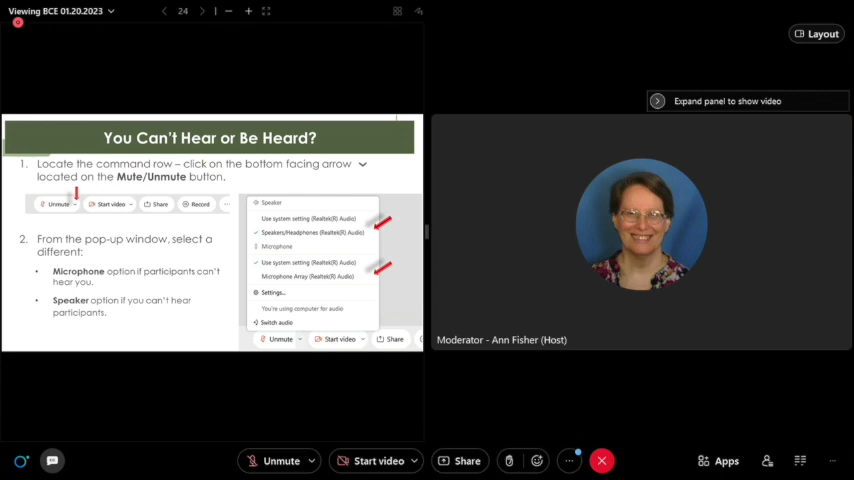 Viewing BCE 01.20.2023
24
Layout
Expand panel to show video
You Can't Hear or Be Heard?
1. Locate the command row – click on the bottom facing arrow
located on the Mute/Unmute button.
Unmute Start video Share Record
2. From the pop-up window, select a
different:
• Microphone option if participants can't
hear you.
• Speaker option if you can't hear
participants.
Speaker
Use system setting (Realtek(R) Audio)
Speakers/Headphones (Realtek(R) Audio)
Microphone
Use system setting (Realtek(R) Audio)
Microphone Array (Realtek(R) Audio)
Settings...
You're using computer for audio
Switch audio
Unmute Start video Share
Moderator - Ann Fisher (Host)
Unmute Start video Share Apps